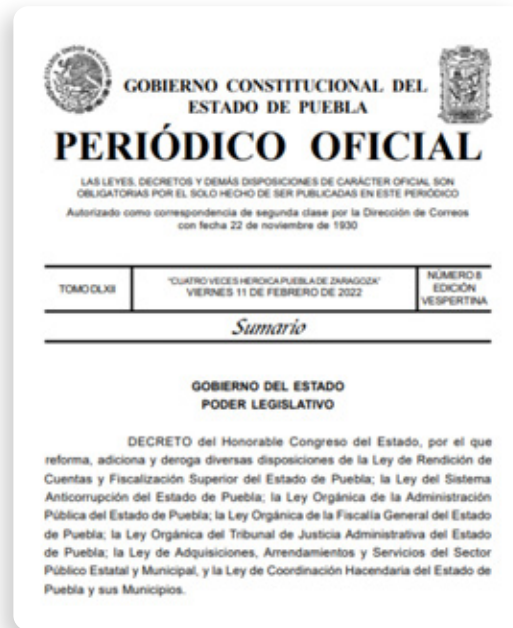 GOBIERNO CONSTITUCIONAL DEL
ESTADO DE PUEBLA
PERIÓDICO OFICIAL
LAS LEYES, DECRETOS Y DEMÁS DISPOSICIONES DE CARÁCTER OFICIAL SON
OBLIGATORIAS POR EL SOLO HECHO DE SER PUBLICADAS EN ESTE PERIÓDICO
Autorizado como correspondencia de segunda clase por la Dirección de Correos
con fecha 22 de noviembre de 1930
TOMO DLXII
"CUATRO VECES HEROICA PUEBLA DE ZARAGOZA"
VIERNES 11 DE FEBRERO DE 2022
NÚMERO 8
EDICIÓN
VESPERTINA
Sumario
GOBIERNO DEL ESTADO
PODER LEGISLATIVO
DECRETO del Honorable Congreso del Estado, por el que
reforma, adiciona y deroga diversas disposiciones de la Ley de Rendición de
Cuentas y Fiscalización Superior del Estado de Puebla; la Ley del Sistema
Anticorrupción del Estado de Puebla; la Ley Orgánica de la Administración
Pública del Estado de Puebla; la Ley Orgánica de la Fiscalía General del Estado
de Puebla; la Ley Orgánica del Tribunal de Justicia Administrativa del Estado
de Puebla; la Ley de Adquisiciones, Arrendamientos y Servicios del Sector
Público Estatal y Municipal, y la Ley de Coordinación Hacendaria del Estado de
Puebla y sus Municipios.